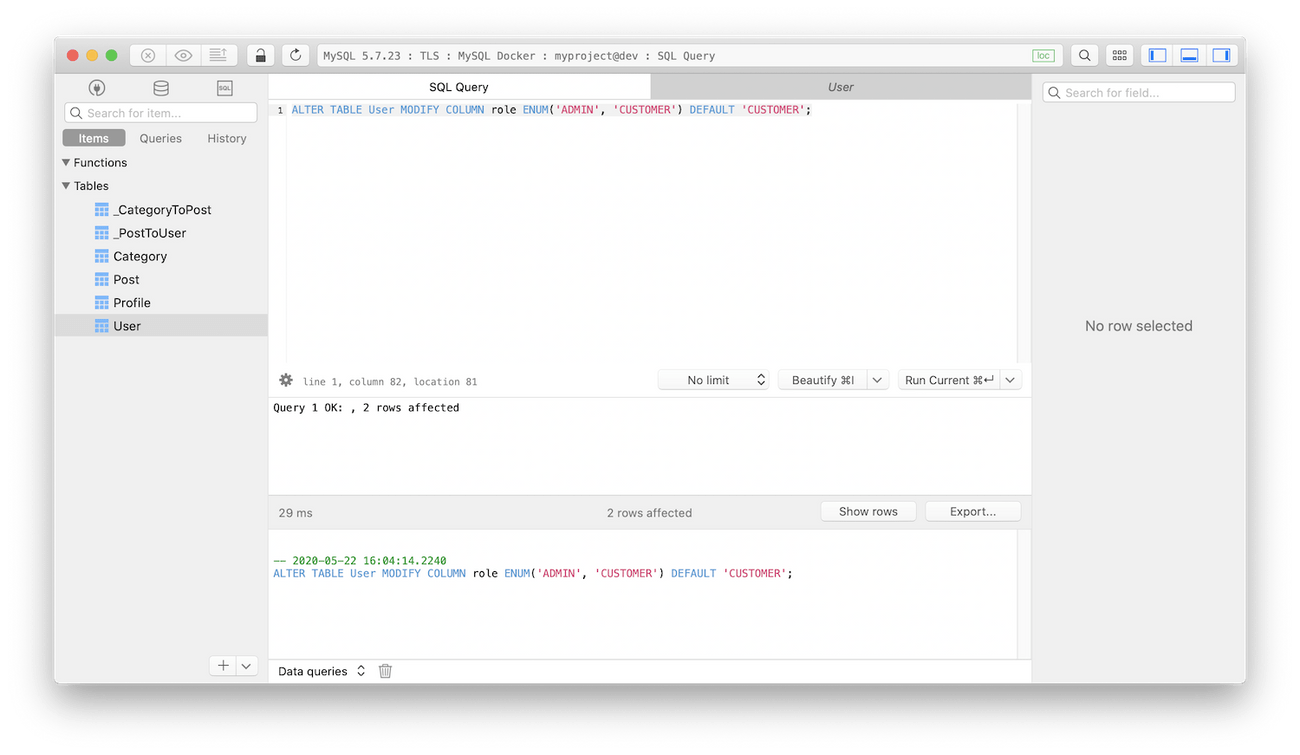 MySQL 5.7.23 : TLS : MySQL Docker : myproject@dev : SQL Query
loc
SQL
Search for item...
Items Queries History
Functions
Tables
_CategoryToPost
_PostToUser
Category
Post
Profile
User
SQL Query User
1 ALTER TABLE User MODIFY COLUMN role ENUM('ADMIN', 'CUSTOMER') DEFAULT 'CUSTOMER';
line 1, column 82, location 81
No limit
Beautify ⌘I
Run Current ⌘↵
Query 1 OK: , 2 rows affected
29 ms
2 rows affected
Show rows
Export...
-- 2020-05-22 16:04:14.2240
ALTER TABLE User MODIFY COLUMN role ENUM('ADMIN', 'CUSTOMER') DEFAULT 'CUSTOMER';
Data queries
Search for field...
No row selected